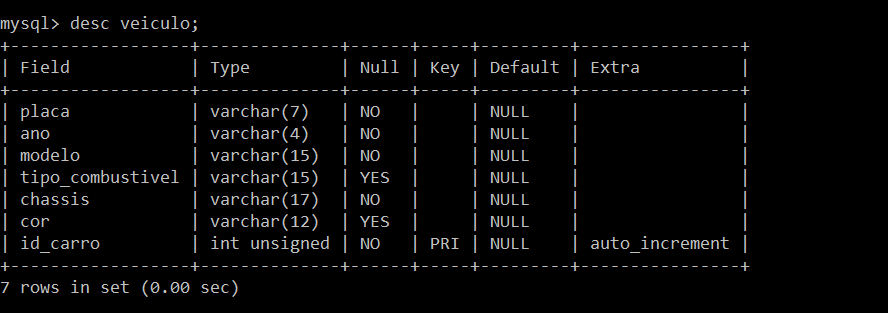 mysql> desc veiculo;
+------------------+--------------+------+-----+---------+----------------+
| Field            | Type         | Null | Key | Default | Extra          |
+------------------+--------------+------+-----+---------+----------------+
| placa            | varchar(7)   | NO   |     | NULL    |                |
| ano              | varchar(4)   | NO   |     | NULL    |                |
| modelo           | varchar(15)  | NO   |     | NULL    |                |
| tipo_combustivel | varchar(15)  | YES  |     | NULL    |                |
| chassis          | varchar(17)  | NO   |     | NULL    |                |
| cor              | varchar(12)  | YES  |     | NULL    |                |
| id_carro         | int unsigned | NO   | PRI | NULL    | auto_increment |
+------------------+--------------+------+-----+---------+----------------+
7 rows in set (0.00 sec)